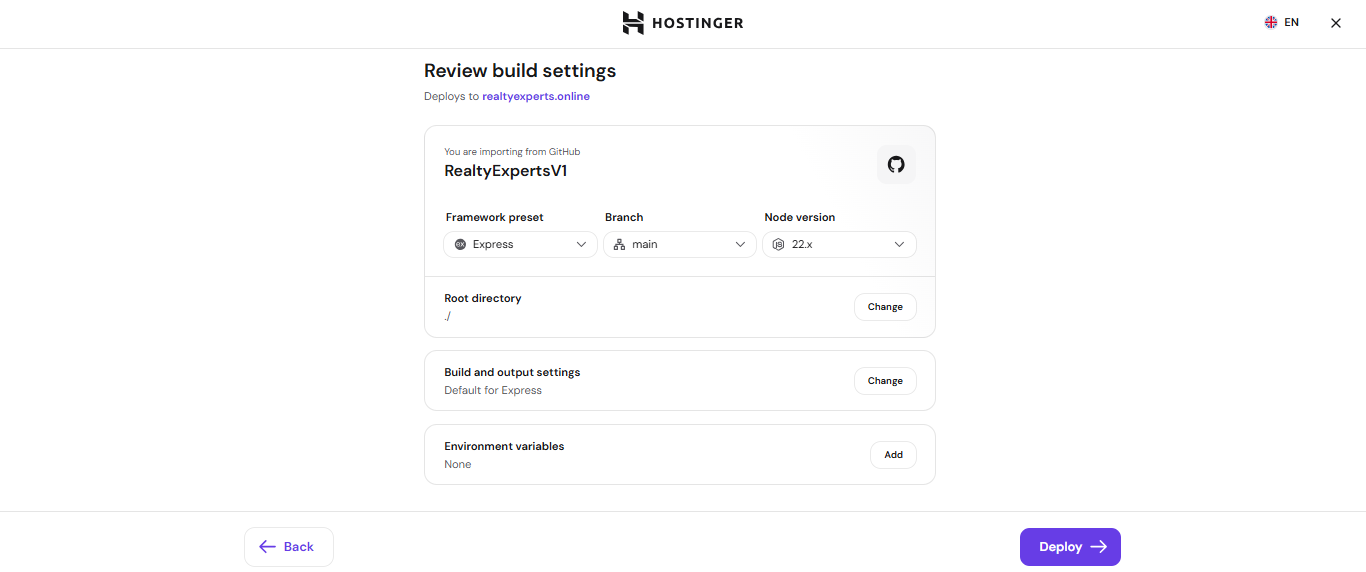 HOSTINGER
EN
Review build settings
Deploys to realtyexperts.online
You are importing from GitHub
RealtyExpertsV1
Framework preset
Branch
Node version
ex Express
main
JS 22.x
Root directory
./
Change
Build and output settings
Default for Express
Change
Environment variables
None
Add
Back
Deploy